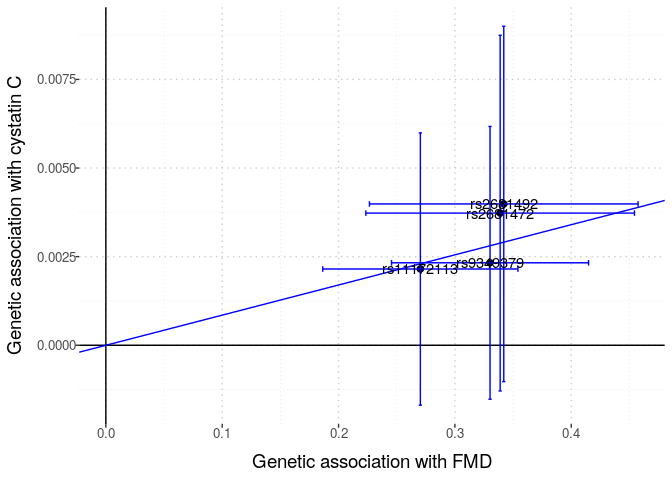 Genetic association with cystatin C
0.0075
0.0050
0.0025
0.0000
rs2681492
rs2681472
rs9349379
rs11172113
0.0
0.1
0.2
0.3
0.4
Genetic association with FMD